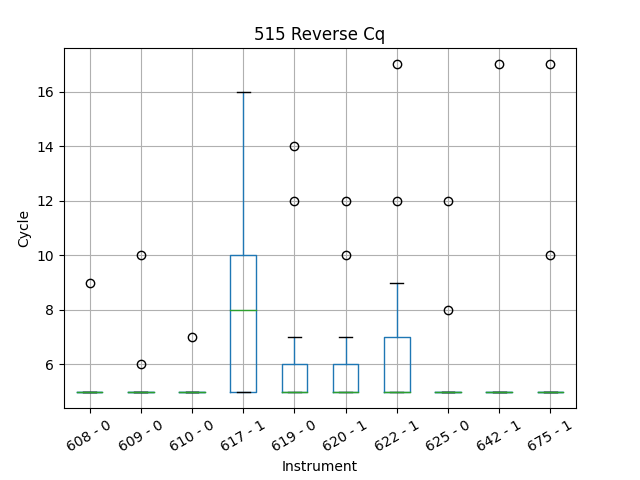 515 Reverse Cq
16
14
12
10
8
6
Cycle
608 - 0
609 - 0
610 - 0
617 - 1
619 - 0
620 - 1
622 - 1
625 - 0
642 - 1
675 - 1
Instrument